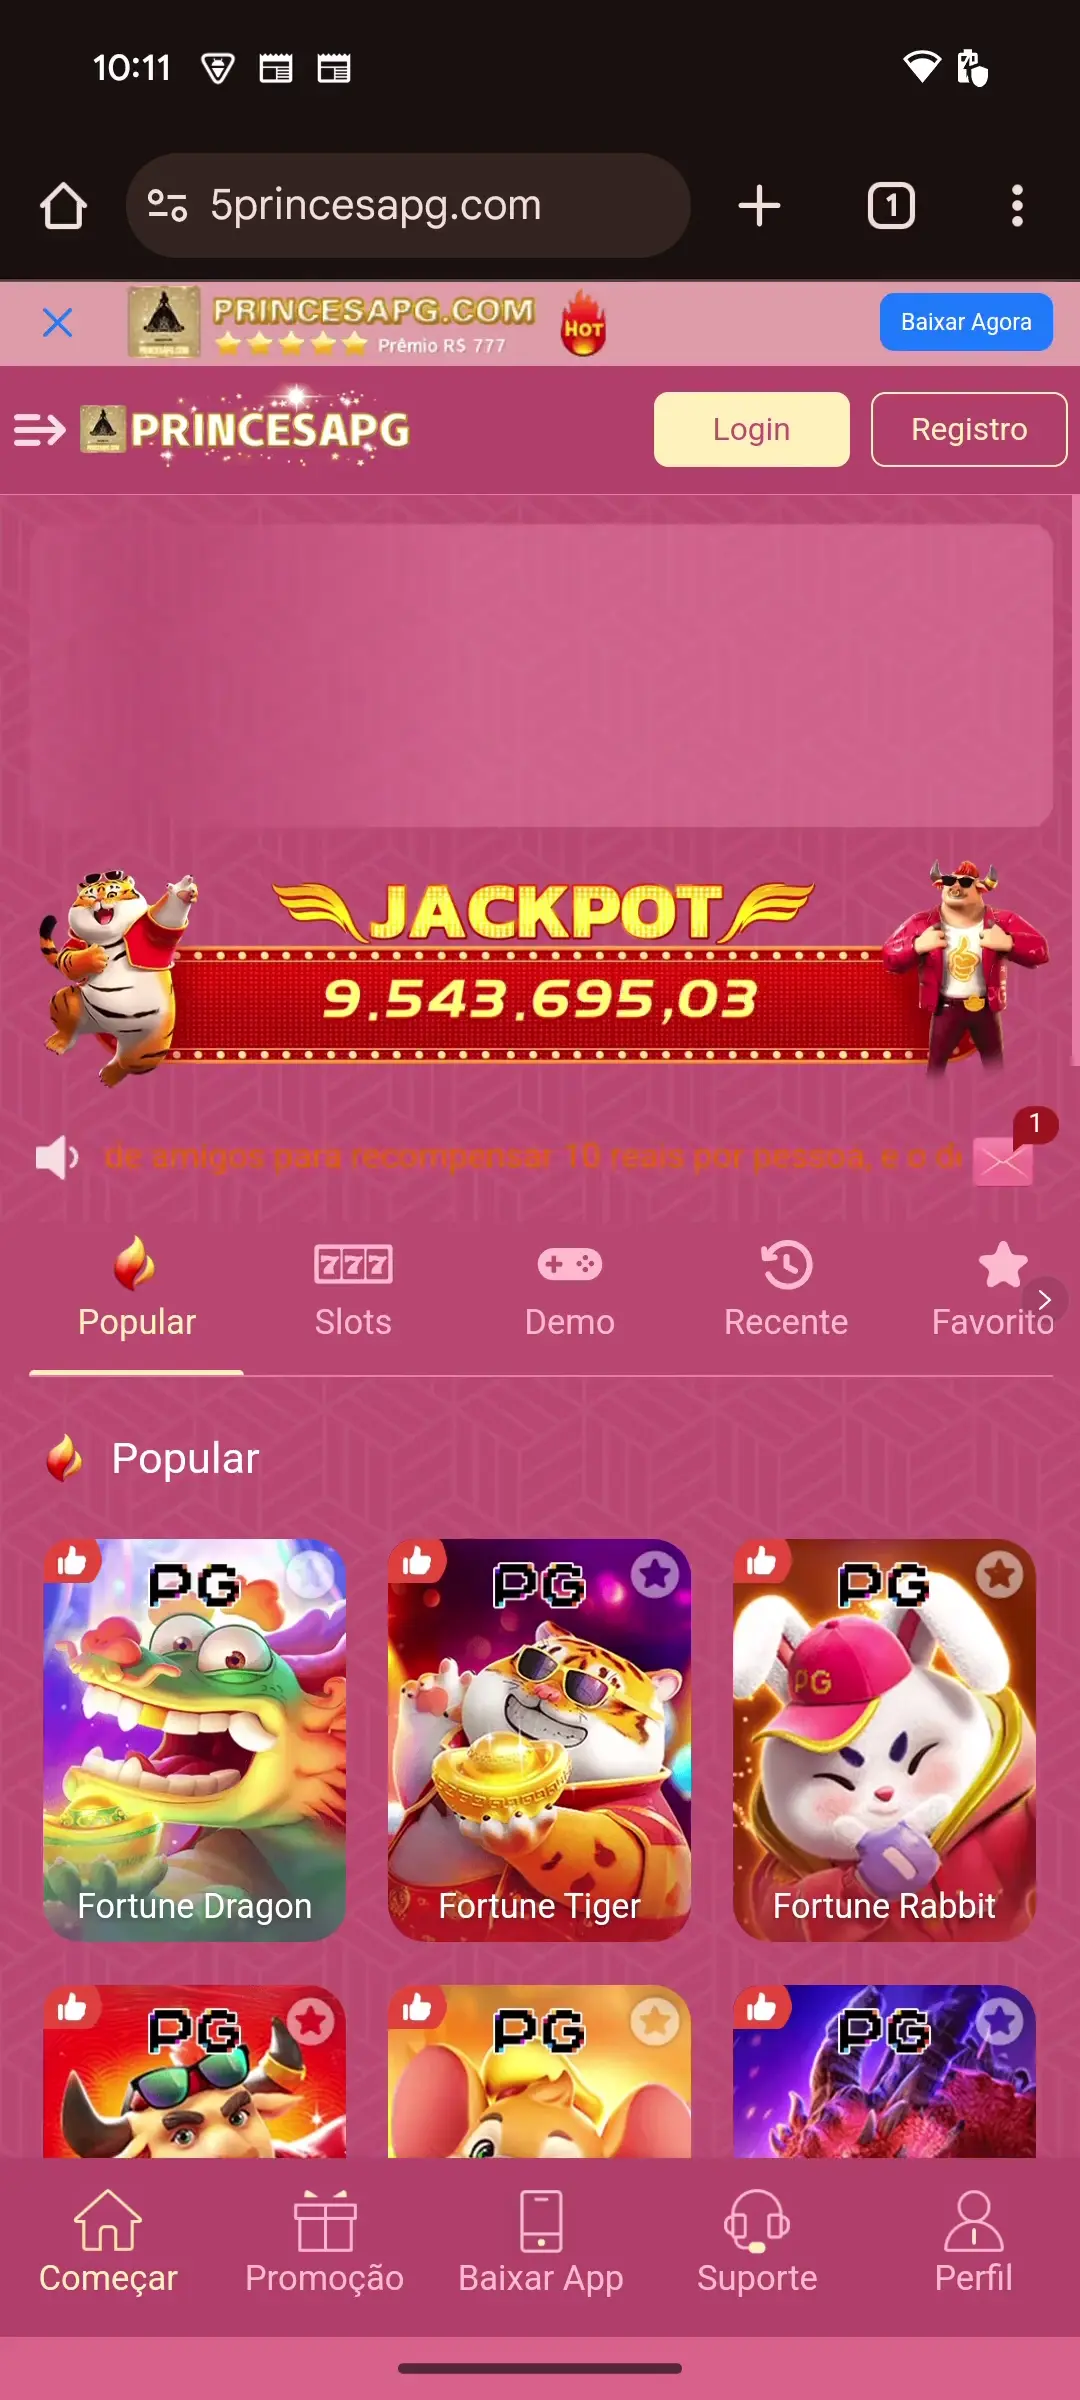 10:11
5princesapg.com
1
PRINCESAPG.COM
Prêmio R$ 777
HOT
Baixar Agora
PRINCESAPG
Login
Registro
JACKPOT
9.543.695,03
1
de amigos para recompensar 10 reais por pessoa, e o d
777
Popular
Slots
Demo
Recente
Favorito
Popular
PG
PG
PG
PG
Fortune Dragon
Fortune Tiger
Fortune Rabbit
PG
PG
PG
Começar
Promoção
Baixar App
Suporte
Perfil